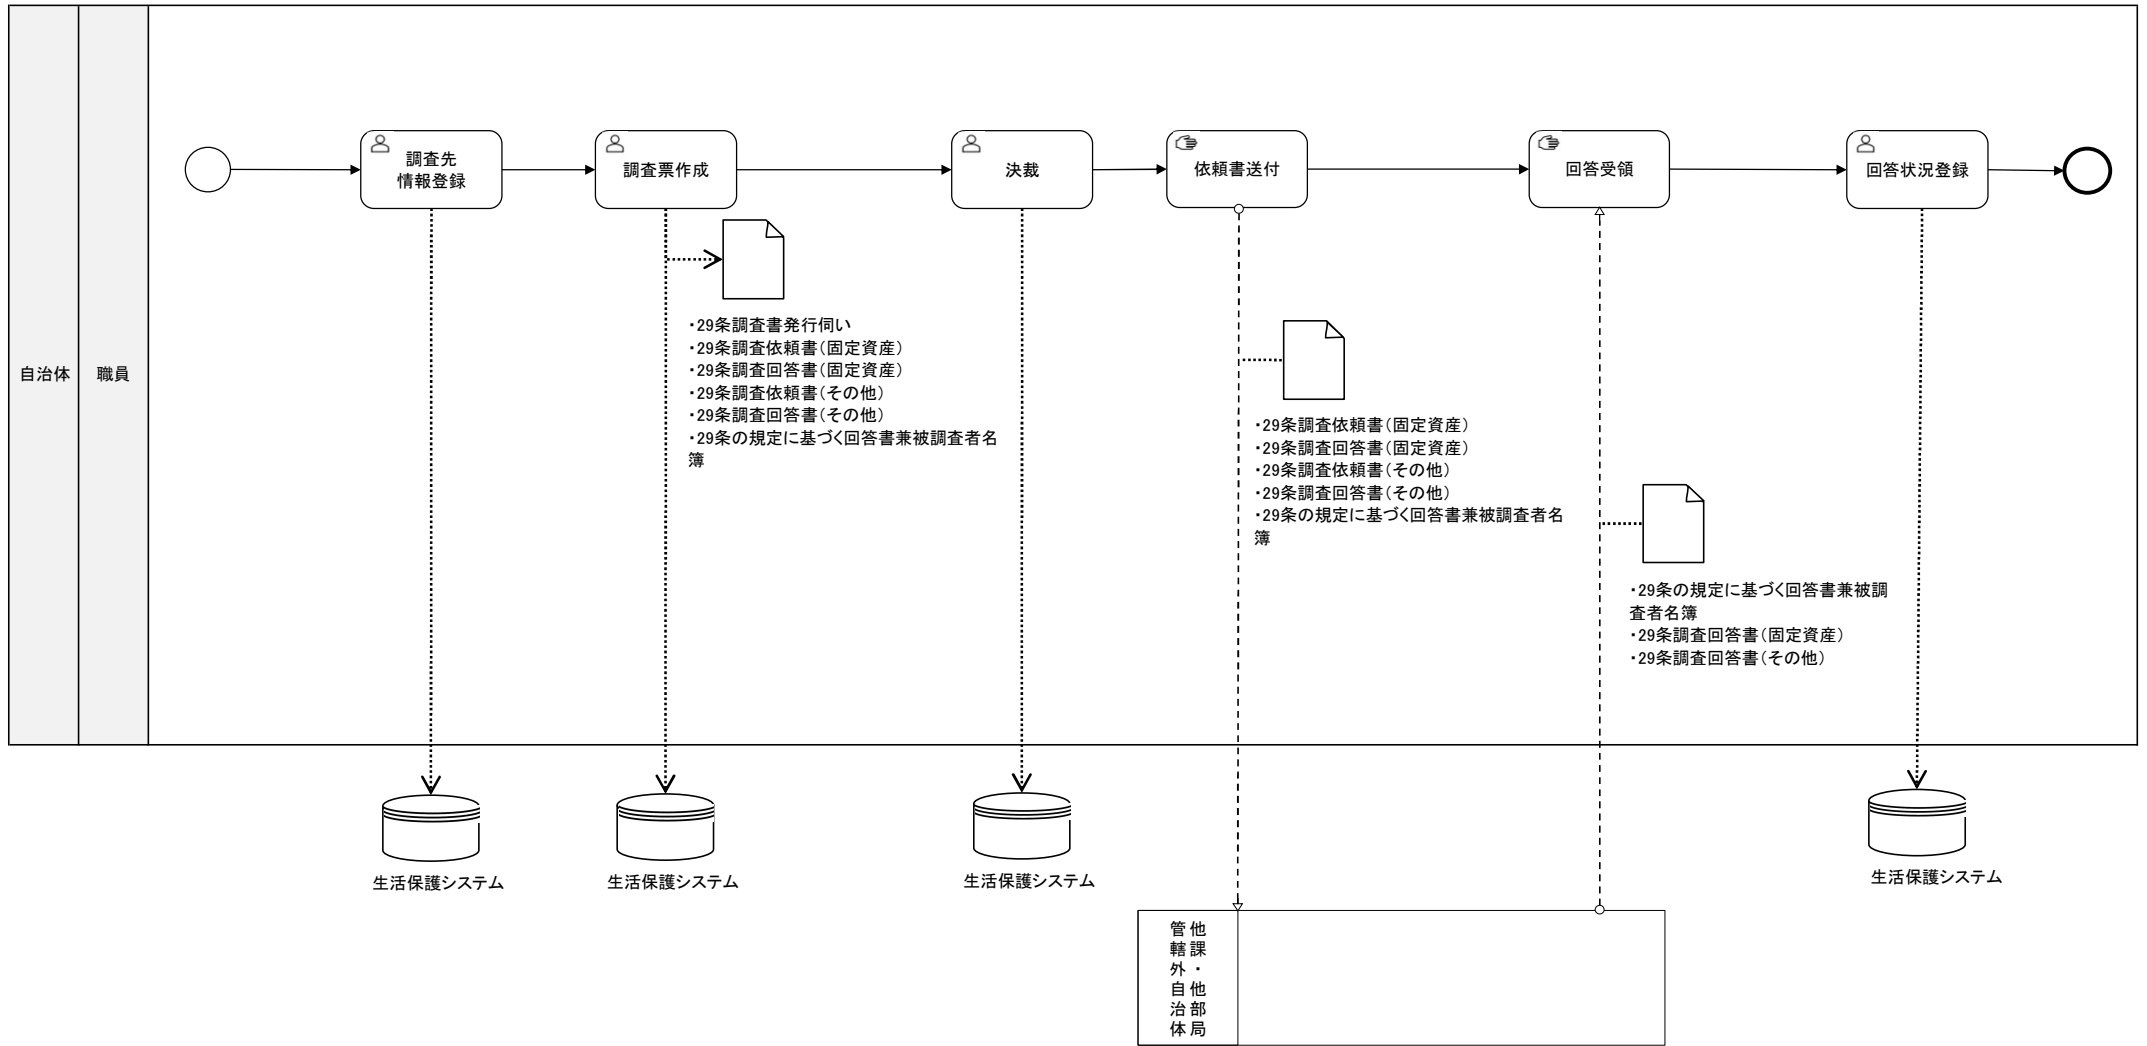 自治体
職員
調査先
情報登録
調査票作成
決裁
依頼書送付
回答受領
回答状況登録
・29条調査書発行伺い
・29条調査依頼書(固定資産)
・29条調査回答書(固定資産)
・29条調査依頼書(その他)
・29条調査回答書(その他)
・29条の規定に基づく回答書兼被調査者名
簿
・29条調査依頼書(固定資産)
・29条調査回答書(固定資産)
・29条調査依頼書(その他)
・29条調査回答書(その他)
・29条の規定に基づく回答書兼被調査者名
簿
・29条の規定に基づく回答書兼被調
査者名簿
・29条調査回答書(固定資産)
・29条調査回答書(その他)
生活保護システム
生活保護システム
生活保護システム
生活保護システム
他課・他部局
管轄外自治体